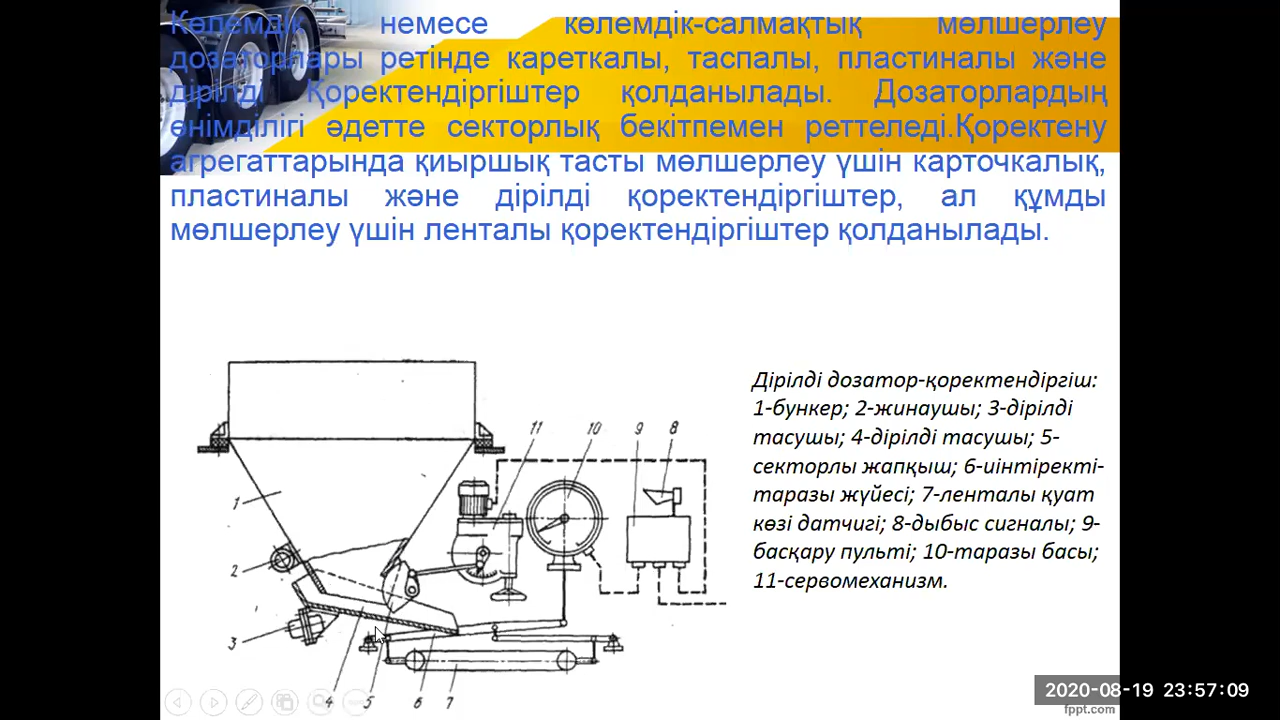 Көлемдік немесе көлемдік-салмақтық мөлшерлеу
дозаторлары ретінде кареткалы, таспалы, пластиналы және
дірілді Қоректендіргіштер қолданылады. Дозаторлардың
өнімділігі әдетте секторлық бекітпемен реттеледі.Қоректену
агрегаттарында қиыршық тасты мөлшерлеу үшін карточкалық,
пластиналы және дірілді қоректендіргіштер, ал құмды
мөлшерлеу үшін ленталы қоректендіргіштер қолданылады.
Дірілді дозатор-қоректендіргіш:
1-бункер; 2-жинаушы; 3-дірілді
тасушы; 4-дірілді тасушы; 5-
секторлы жапқыш; 6-иінтіректі-
таразы жүйесі; 7-ленталы қуат
көзі датчигі; 8-дыбыс сигналы; 9-
басқару пульті; 10-таразы басы;
11-сервомеханизм.
11 10 9 8
1
2
3
4 5 6 7
2020-08-19 23:57:09
fppt.com